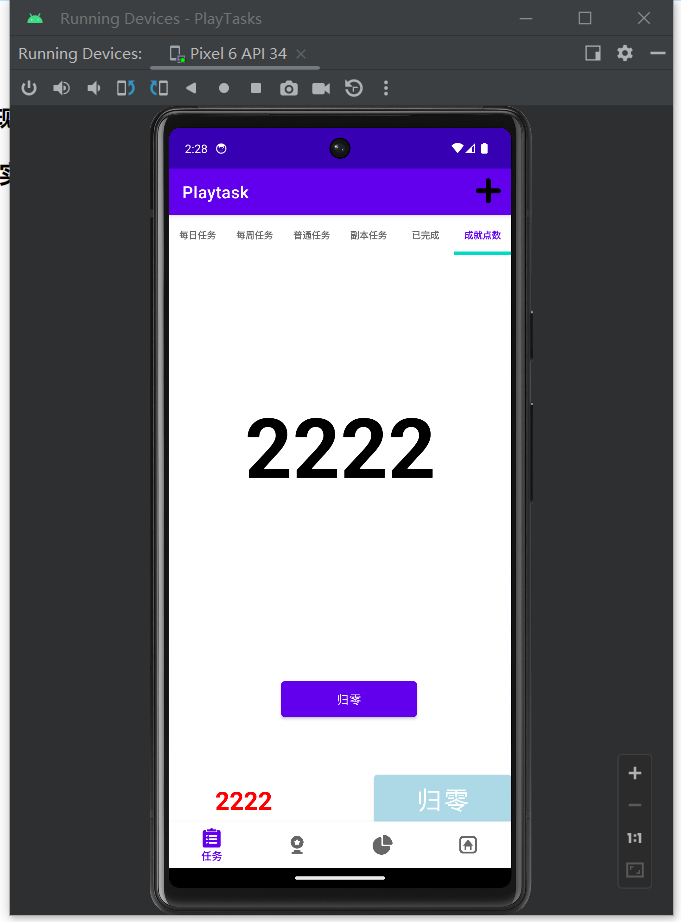 Running Devices - PlayTasks
Running Devices: Pixel 6 API 34
2:28
Playtask
每日任务 每周任务 普通任务 副本任务 已完成 成就点数
2222
归零
2222 归零
任务
1:1